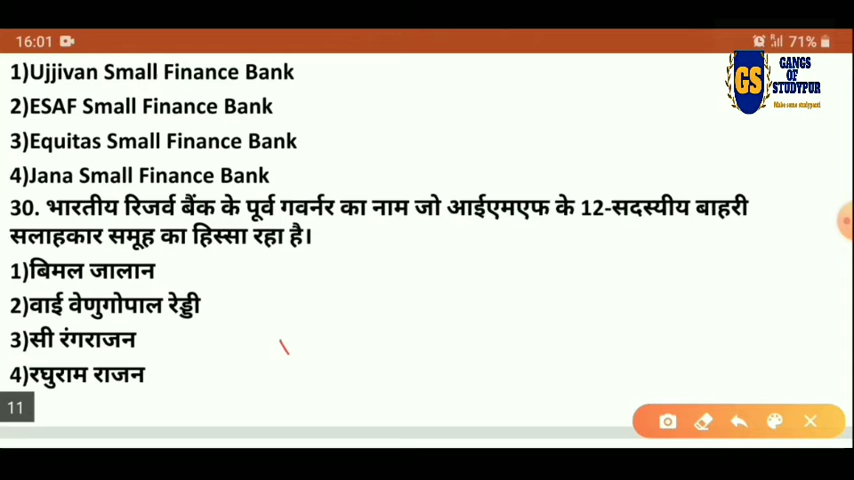 16:01
71%
GANGS
OF
STUDYPUR
GS
1)Ujjivan Small Finance Bank
2)ESAF Small Finance Bank
3)Equitas Small Finance Bank
4)Jana Small Finance Bank
30. भारतीय रिजर्व बैंक के पूर्व गवर्नर का नाम जो आईएमएफ के 12-सदस्यीय बाहरी
सलाहकार समूह का हिस्सा रहा है।
1)बिमल जालान
2)वाई वेणुगोपाल रेड्डी
3)सी रंगराजन
4)रघुराम राजन
11